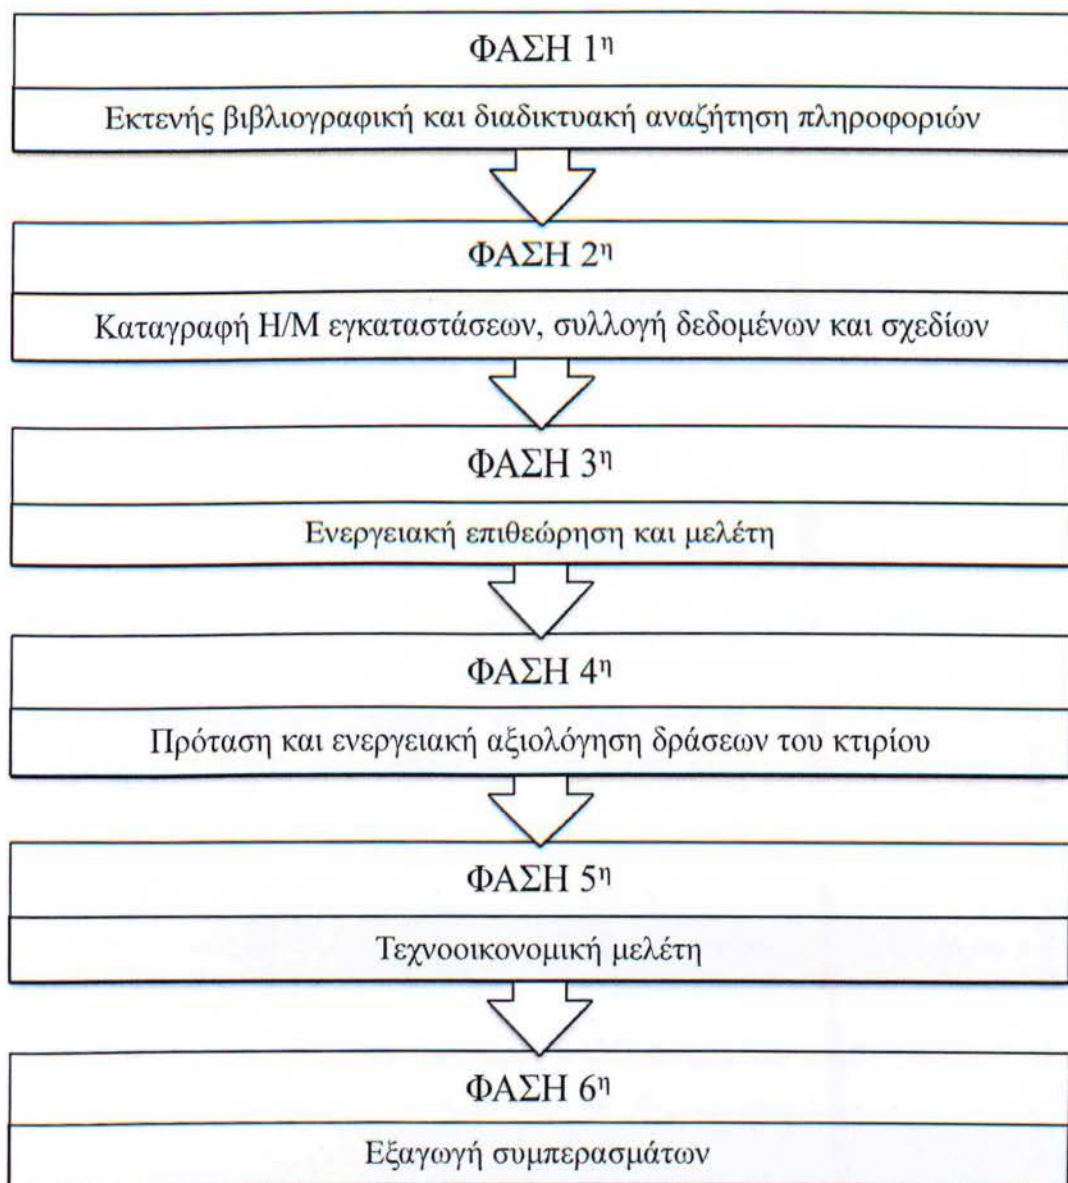 ΦΑΣΗ 1η
Εκτενής βιβλιογραφική και διαδικτυακή αναζήτηση πληροφοριών
ΦΑΣΗ 2η
Καταγραφή Η/Μ εγκαταστάσεων, συλλογή δεδομένων και σχεδίων
ΦΑΣΗ 3η
Ενεργειακή επιθεώρηση και μελέτη
ΦΑΣΗ 4η
Πρόταση και ενεργειακή αξιολόγηση δράσεων του κτιρίου
ΦΑΣΗ 5η
Τεχνοοικονομική μελέτη
ΦΑΣΗ 6η
Εξαγωγή συμπερασμάτων